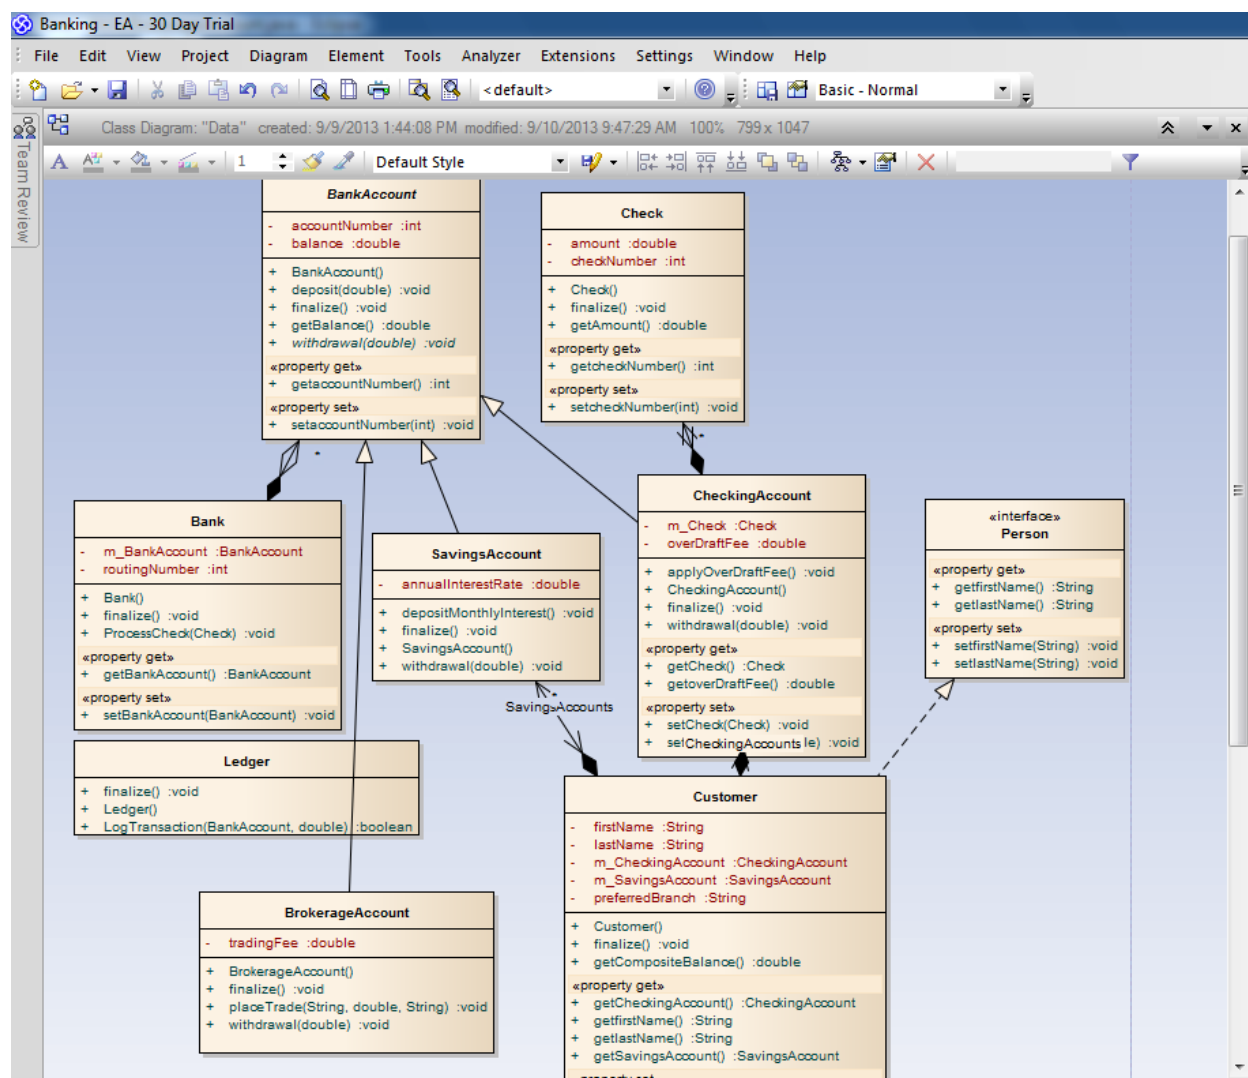 Banking - EA - 30 Day Trial
File Edit View Project Diagram Element Tools Analyzer Extensions Settings Window Help
<default> Basic - Normal
Class Diagram: "Data" created: 9/9/2013 1:44:08 PM modified: 9/10/2013 9:47:29 AM 100% 799 x 1047
Team Review
A 1 Default Style
BankAccount
- accountNumber :int
- balance :double
+ BankAccount()
+ deposit(double) :void
+ finalize() :void
+ getBalance() :double
+ withdrawal(double) :void
«property get»
+ getaccountNumber() :int
«property set»
+ setaccountNumber(int) :void
*
Check
- amount :double
- checkNumber :int
+ Check()
+ finalize() :void
+ getAmount() :double
«property get»
+ getcheckNumber() :int
«property set»
+ setcheckNumber(int) :void
*
Bank
- m_BankAccount :BankAccount
- routingNumber :int
+ Bank()
+ finalize() :void
+ ProcessCheck(Check) :void
«property get»
+ getBankAccount() :BankAccount
«property set»
+ setBankAccount(BankAccount) :void
SavingsAccount
- annualInterestRate :double
+ depositMonthlyInterest() :void
+ finalize() :void
+ SavingsAccount()
+ withdrawal(double) :void
*
SavingsAccounts
CheckingAccount
- m_Check :Check
- overDraftFee :double
+ applyOverDraftFee() :void
+ CheckingAccount()
+ finalize() :void
+ withdrawal(double) :void
«property get»
+ getCheck() :Check
+ getoverDraftFee() :double
«property set»
+ setCheck(Check) :void
+ set CheckingAccounts le) :void
«interface»
Person
«property get»
+ getfirstName() :String
+ getlastName() :String
«property set»
+ setfirstName(String) :void
+ setlastName(String) :void
Ledger
+ finalize() :void
+ Ledger()
+ LogTransaction(BankAccount, double) :boolean
Customer
- firstName :String
- lastName :String
- m_CheckingAccount :CheckingAccount
- m_SavingsAccount :SavingsAccount
- preferredBranch :String
+ Customer()
+ finalize() :void
+ getCompositeBalance() :double
«property get»
+ getCheckingAccount() :CheckingAccount
+ getfirstName() :String
+ getlastName() :String
+ getSavingsAccount() :SavingsAccount
BrokerageAccount
- tradingFee :double
+ BrokerageAccount()
+ finalize() :void
+ placeTrade(String, double, String) :void
+ withdrawal(double) :void